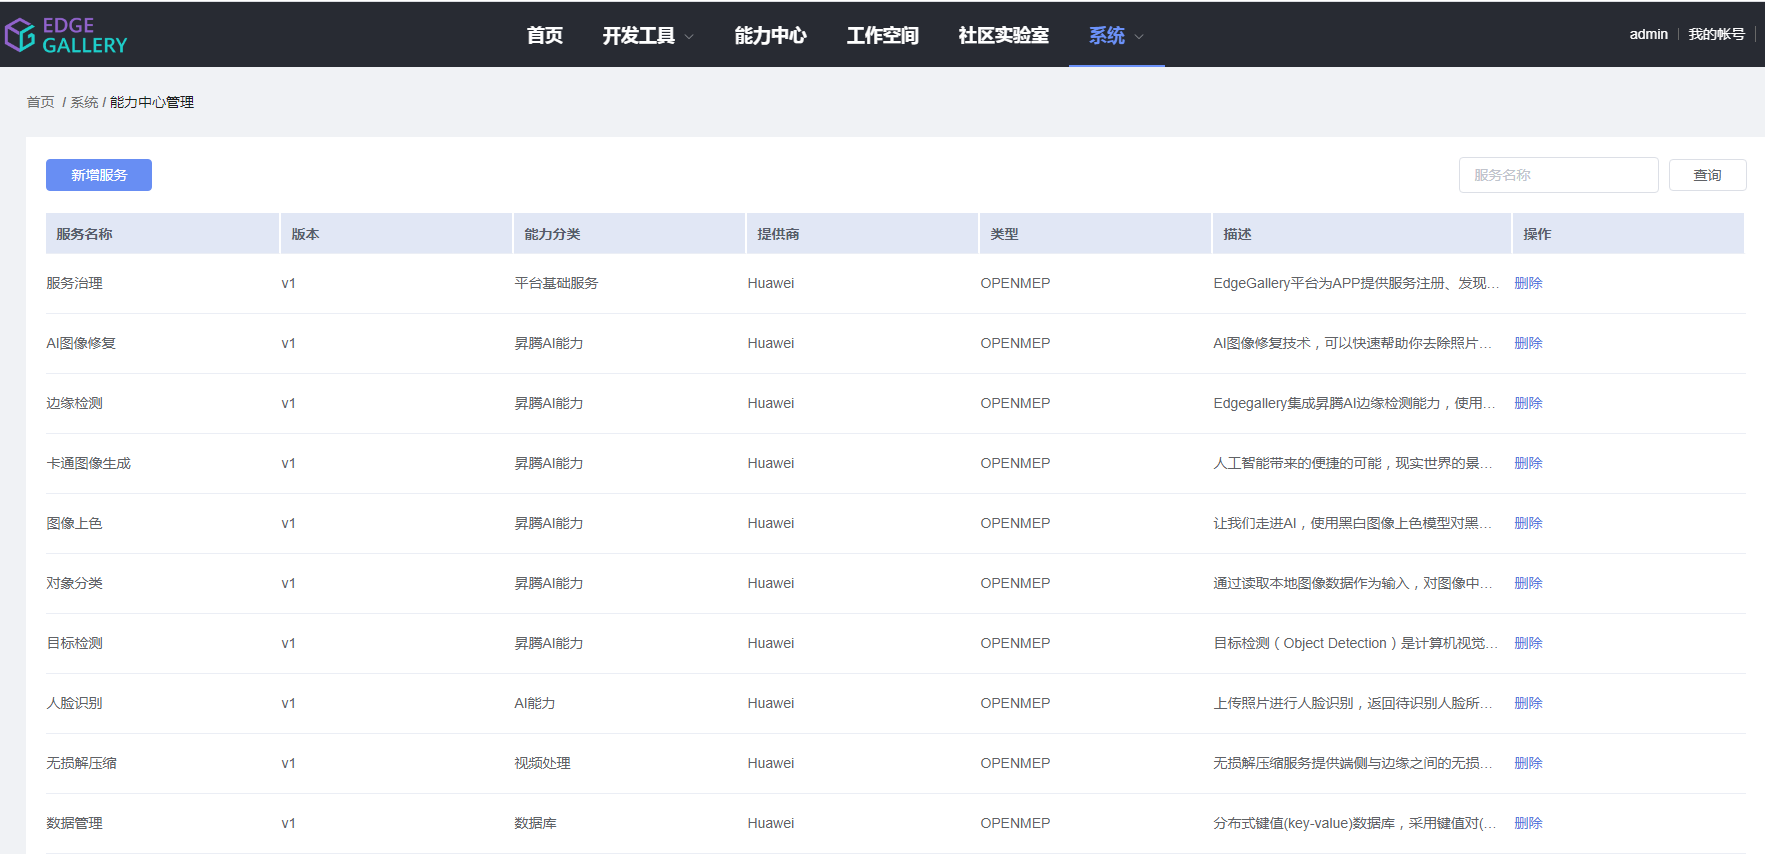 EDGE
GALLERY
首页 开发工具 能力中心 工作空间 社区实验室 系统 admin 我的帐号
首页 / 系统 / 能力中心管理
新增服务 服务名称 查询
服务名称 版本 能力分类 提供商 类型 描述 操作
服务治理 v1 平台基础服务 Huawei OPENMEP EdgeGallery平台为APP提供服务注册、发现... 删除
AI图像修复 v1 昇腾AI能力 Huawei OPENMEP AI图像修复技术，可以快速帮助你去除照片... 删除
边缘检测 v1 昇腾AI能力 Huawei OPENMEP Edgegallery集成昇腾AI边缘检测能力，使用... 删除
卡通图像生成 v1 昇腾AI能力 Huawei OPENMEP 人工智能带来的便捷的可能，现实世界的景... 删除
图像上色 v1 昇腾AI能力 Huawei OPENMEP 让我们走进AI，使用黑白图像上色模型对黑... 删除
对象分类 v1 昇腾AI能力 Huawei OPENMEP 通过读取本地图像数据作为输入，对图像中... 删除
目标检测 v1 昇腾AI能力 Huawei OPENMEP 目标检测（Object Detection）是计算机视觉... 删除
人脸识别 v1 AI能力 Huawei OPENMEP 上传照片进行人脸识别，返回待识别人脸所... 删除
无损解压缩 v1 视频处理 Huawei OPENMEP 无损解压缩服务提供端侧与边缘之间的无损... 删除
数据管理 v1 数据库 Huawei OPENMEP 分布式键值(key-value)数据库，采用键值对(... 删除